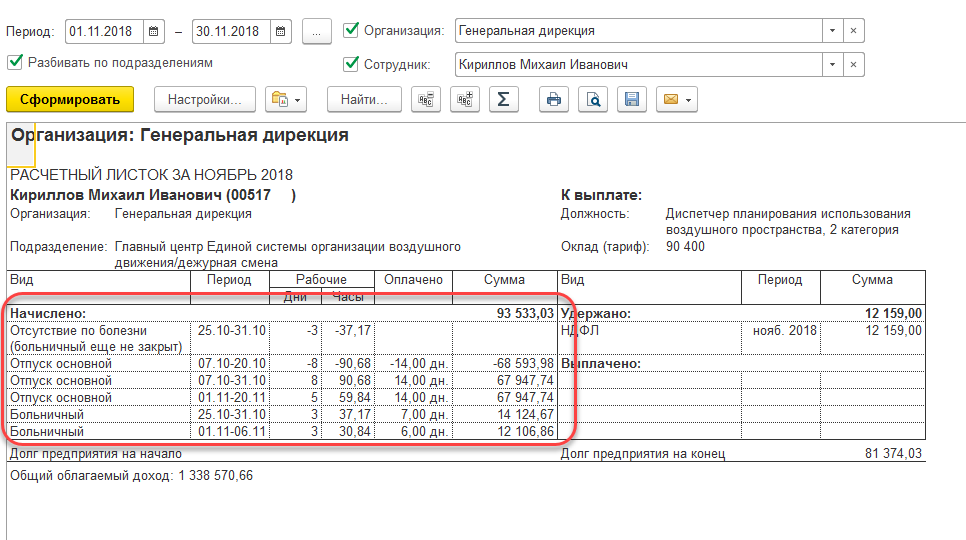 Период: 01.11.2018 – 30.11.2018 ... Организация: Генеральная дирекция
Разбивать по подразделениям Сотрудник: Кириллов Михаил Иванович
Сформировать Настройки... Найти... Σ
Организация: Генеральная дирекция
РАСЧЕТНЫЙ ЛИСТОК ЗА НОЯБРЬ 2018
Кириллов Михаил Иванович (00517 ) К выплате:
Организация: Генеральная дирекция Должность: Диспетчер планирования использования
воздушного пространства, 2 категория
Подразделение: Главный центр Единой системы организации воздушного Оклад (тариф): 90 400
движения/дежурная смена
Вид Период Рабочие Оплачено Сумма Вид Период Сумма
Дни Часы
Начислено: 93 533,03 Удержано: 12 159,00
Отсутствие по болезни 25.10-31.10 -3 -37,17 НДФЛ нояб. 2018 12 159,00
(больничный еще не закрыт)
Отпуск основной 07.10-20.10 -8 -90,68 -14,00 дн. -68 593,98 Выплачено:
Отпуск основной 07.10-31.10 8 90,68 14,00 дн. 67 947,74
Отпуск основной 01.11-20.11 5 59,84 14,00 дн. 67 947,74
Больничный 25.10-31.10 3 37,17 7,00 дн. 14 124,67
Больничный 01.11-06.11 3 30,84 6,00 дн. 12 106,86
Долг предприятия на начало Долг предприятия на конец 81 374,03
Общий облагаемый доход: 1 338 570,66